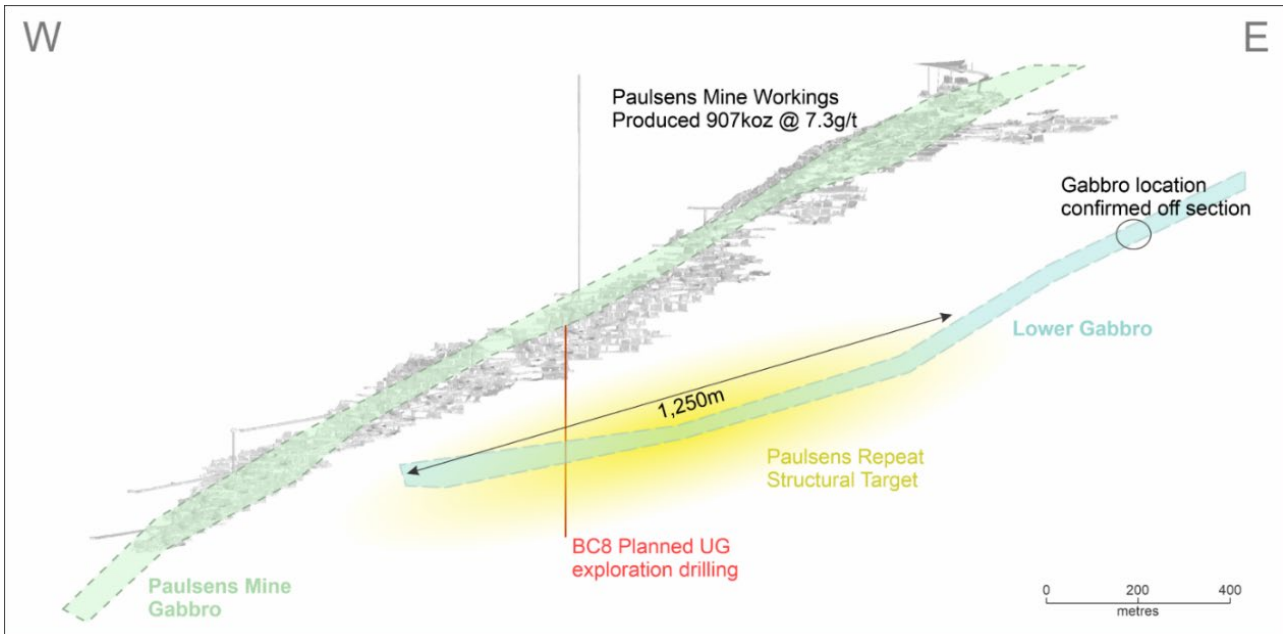 W
E
Paulsens Mine Workings
Produced 907koz @ 7.3g/t
Gabbro location
confirmed off section
Lower Gabbro
1,250m
Paulsens Repeat
Structural Target
BC8 Planned UG
exploration drilling
Paulsens Mine
Gabbro
0 200 400
metres